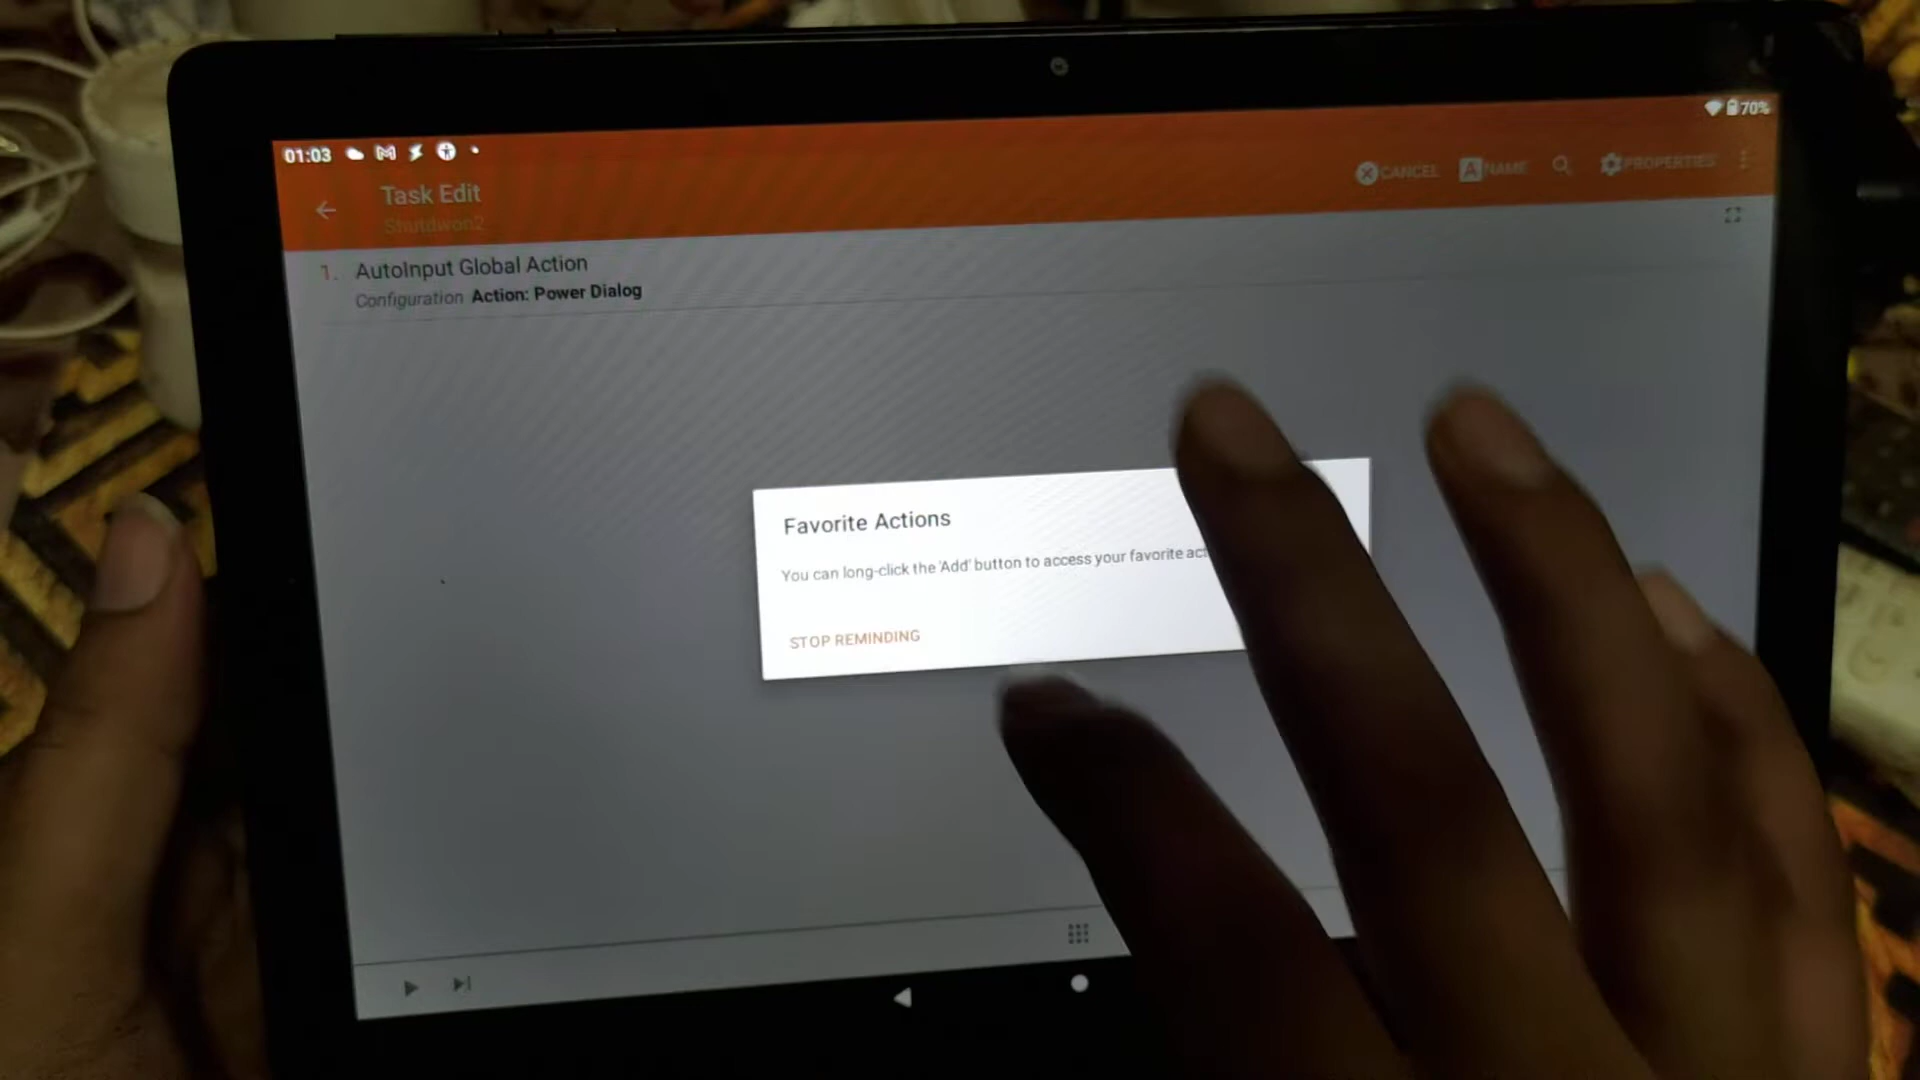 01:03
70%
Task Edit
Shutdwon2
CANCEL
A NAME
PROPERTIES
1. AutoInput Global Action
Configuration Action: Power Dialog
Favorite Actions
You can long-click the 'Add' button to access your favorite
STOP REMINDING